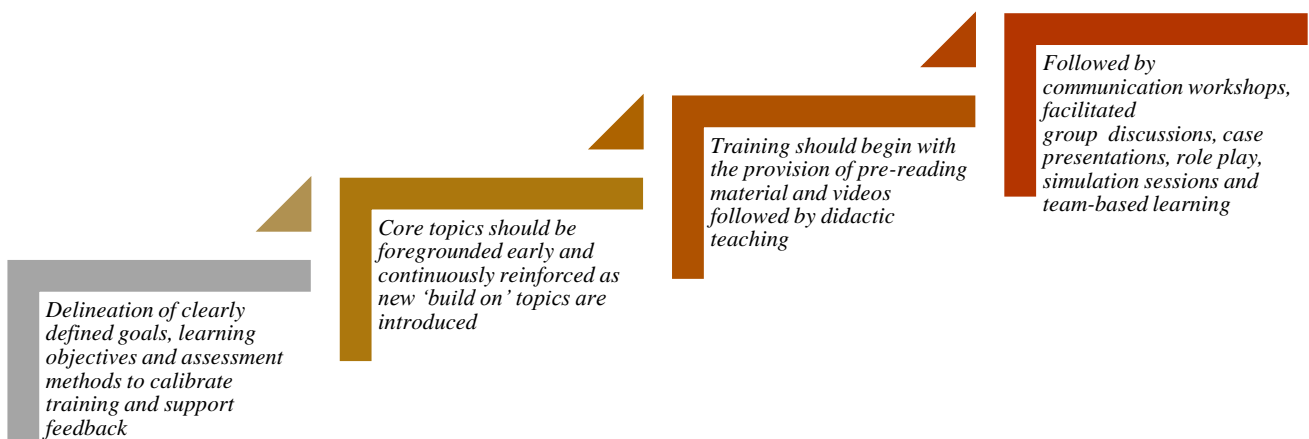 Delineation of clearly
defined goals, learning
objectives and assessment
methods to calibrate
training and support
feedback
Core topics should be
foregrounded early and
continuously reinforced as
new ‘build on’ topics are
introduced
Training should begin with
the provision of pre-reading
material and videos
followed by didactic
teaching
Followed by
communication workshops,
facilitated
group discussions, case
presentations, role play,
simulation sessions and
team-based learning